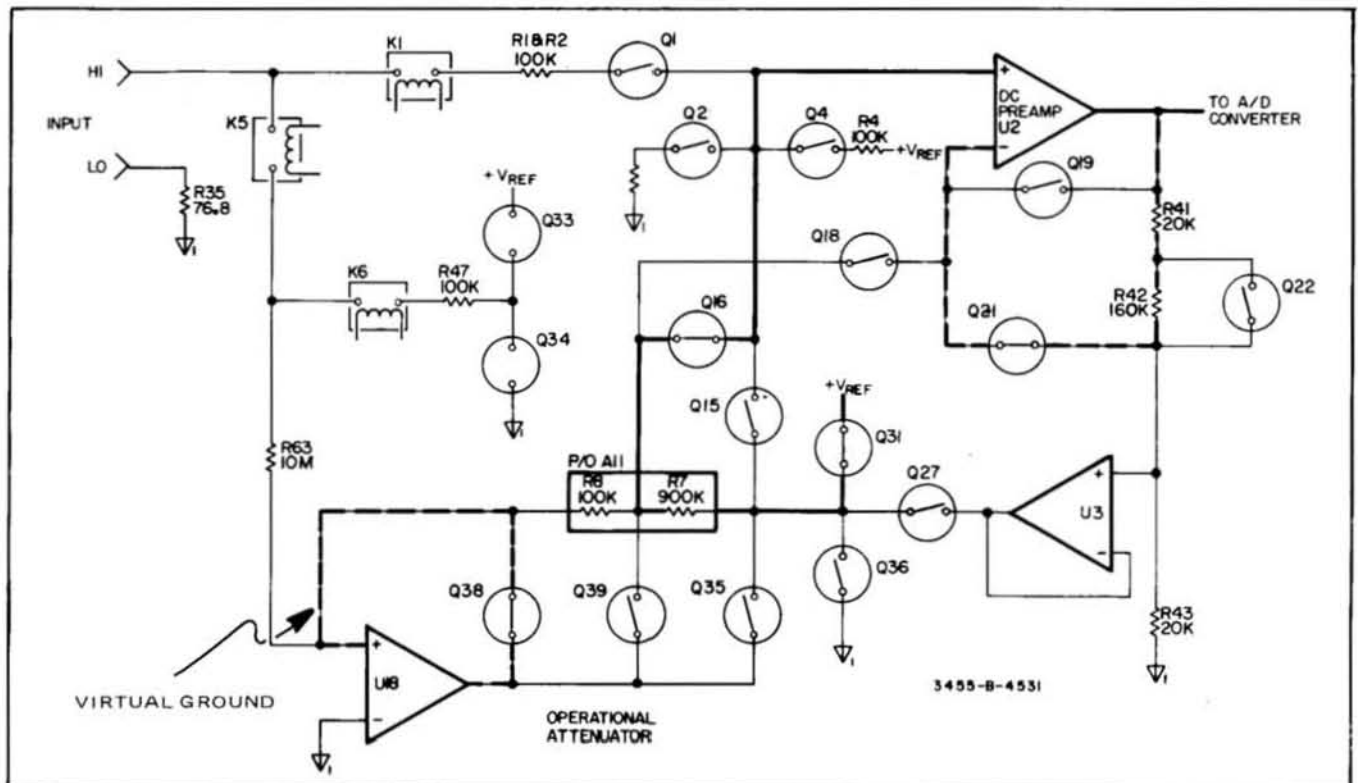 HI
INPUT
LO
R35
76.8
K1
R1&R2
100K
Q1
K5
Q2
Q4
R4
100K
+VREF
+
DC
PREAMP
U2
-
TO A/D
CONVERTER
Q19
R41
20K
+VREF
Q33
Q18
K6
R47
100K
Q34
Q16
Q21
R42
160K
Q22
Q15
+VREF
Q31
R63
10M
P/O A11
R8
100K
R7
900K
Q27
+
U3
-
Q38
Q39
Q35
Q36
R43
20K
+
U18
-
VIRTUAL GROUND
OPERATIONAL
ATTENUATOR
3455-B-4531